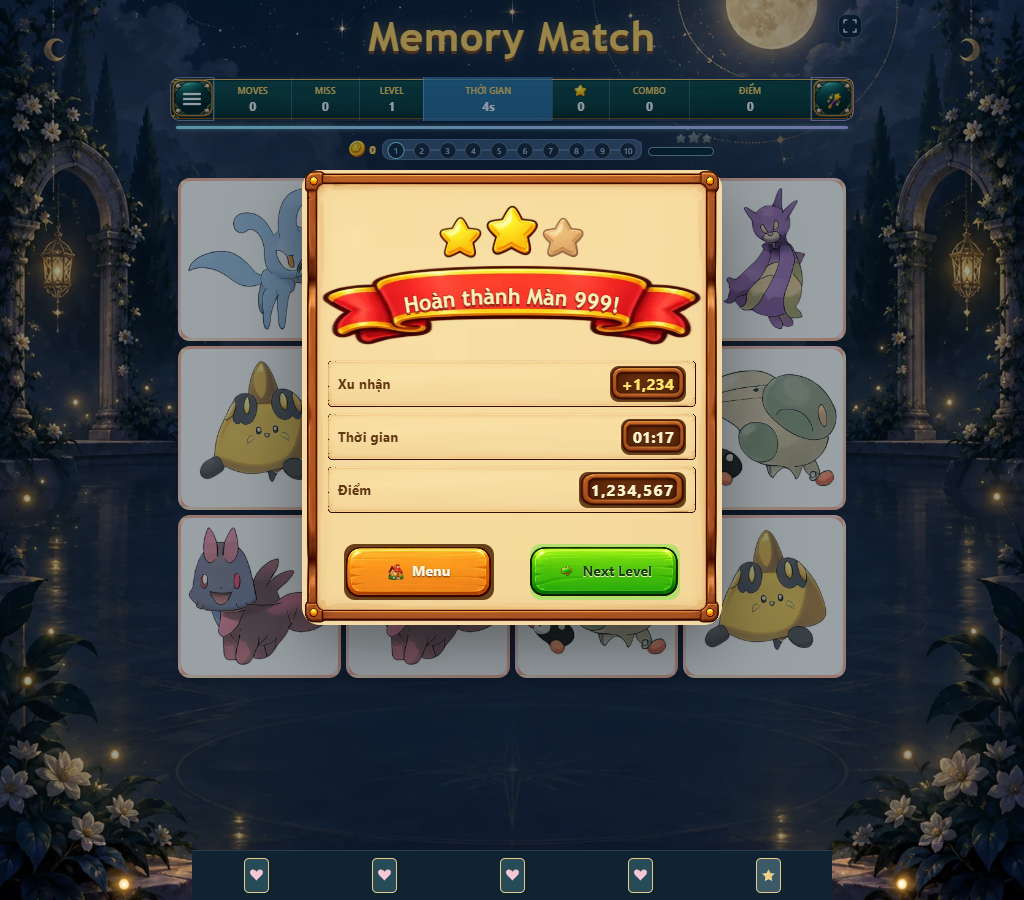 Memory Match
MOVES
0
MISS
0
LEVEL
1
THỜI GIAN
4s
0
COMBO
0
ĐIỂM
0
0
1 2 3 4 5 6 7 8 9 10
Hoàn thành Màn 999!
Xu nhận
+1,234
Thời gian
01:17
Điểm
1,234,567
Menu
Next Level